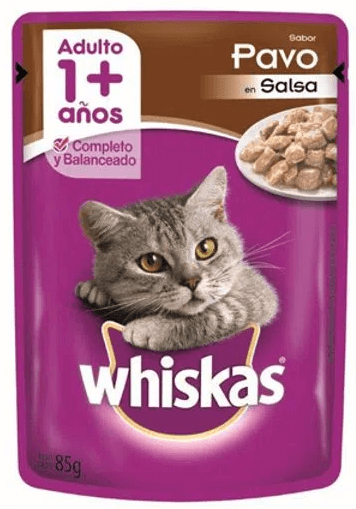 Adulto
1+
años
Completo
y Balanceado
Sabor
Pavo
en Salsa
whiskas®
85g